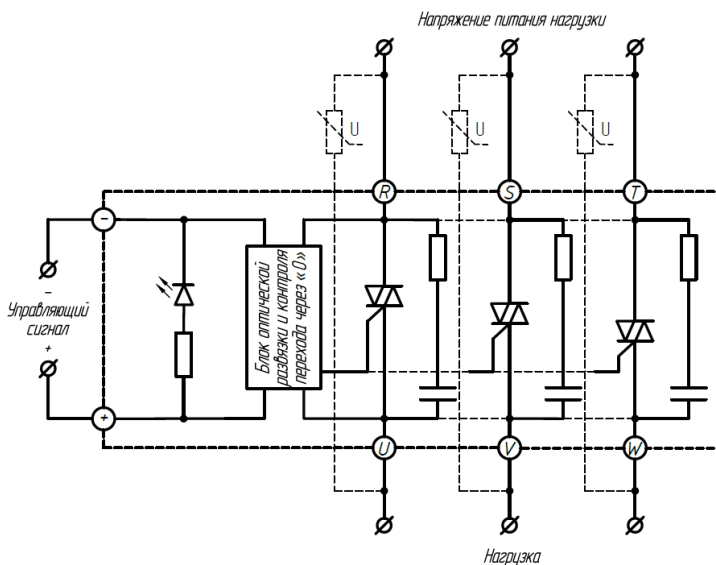 Напряжение питания нагрузки
U
U
U
R
S
T
-
-
Управляющий
сигнал
+
Блок оптической
развязки и контроля
перехода через «0»
+
U
V
W
Нагрузка